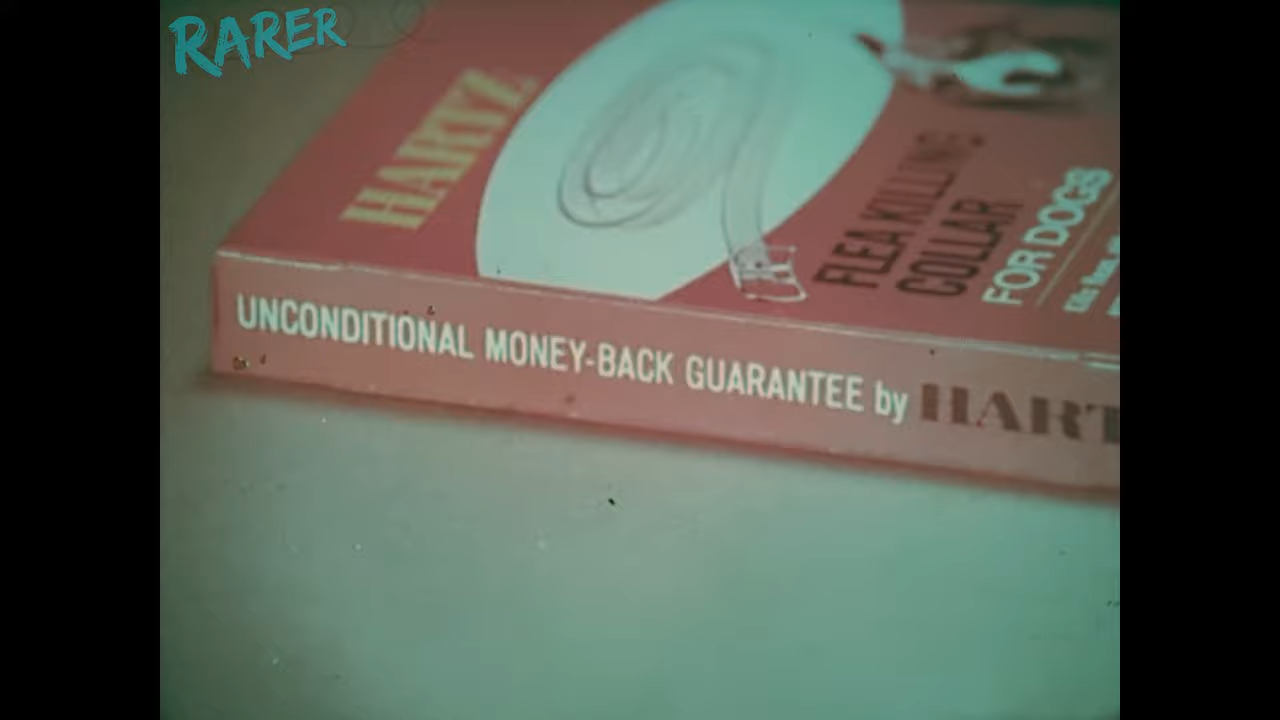 RARER
HARTZ
FLEA KILLING
COLLAR
FOR DOGS
UNCONDITIONAL MONEY-BACK GUARANTEE by HART